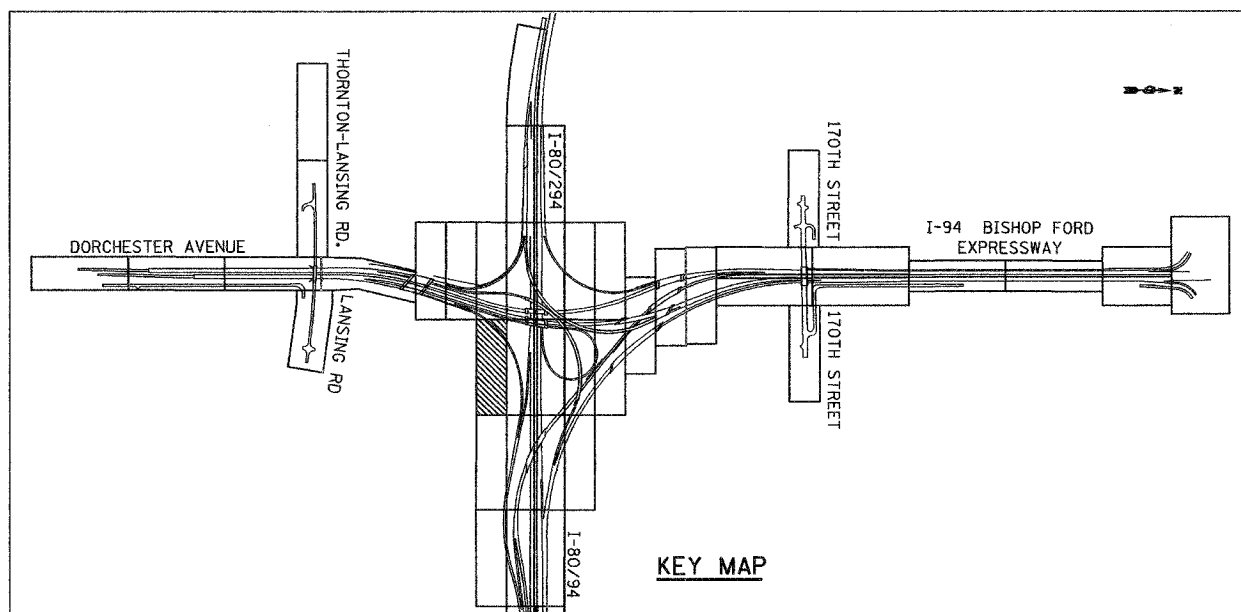 THORNTON-LANSING RD.
I-80/294
170TH STREET
N
DORCHESTER AVENUE
I-94 BISHOP FORD
EXPRESSWAY
LANSING RD
170TH STREET
I-80/94
KEY MAP